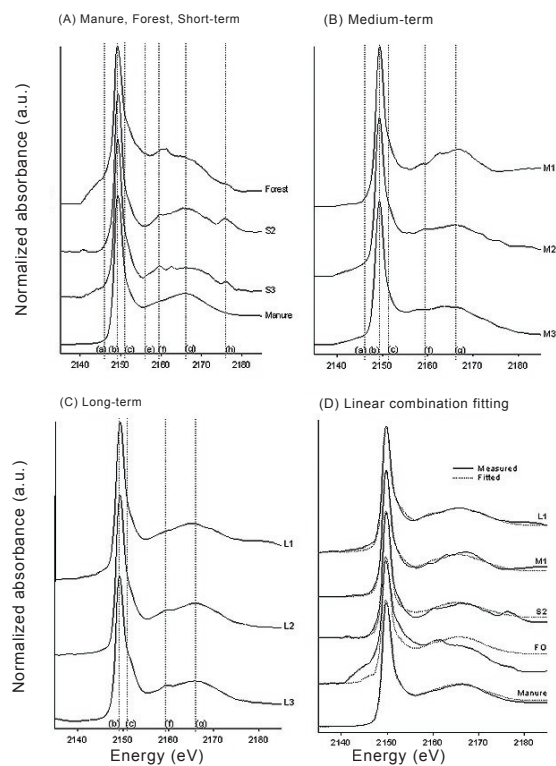 (A) Manure, Forest, Short-term
Normalized absorbance (a.u.)
Forest
S2
S3
Manure
(a) (b) (c) (e) (f) (g) (h)
2145 2150 2160 2170 2180
(B) Medium-term
M1
M2
M3
(a) (b) (c) (f) (g)
2140 2150 2160 2170 2180
(C) Long-term
Normalized absorbance (a.u.)
L1
L2
L3
(b) (c) (f) (g)
2140 2150 2160 2170 2180
Energy (eV)
(D) Linear combination fitting
Measured
Fitted
L1
M1
S2
FO
Manure
2140 2150 2160 2170 2180
Energy (eV)